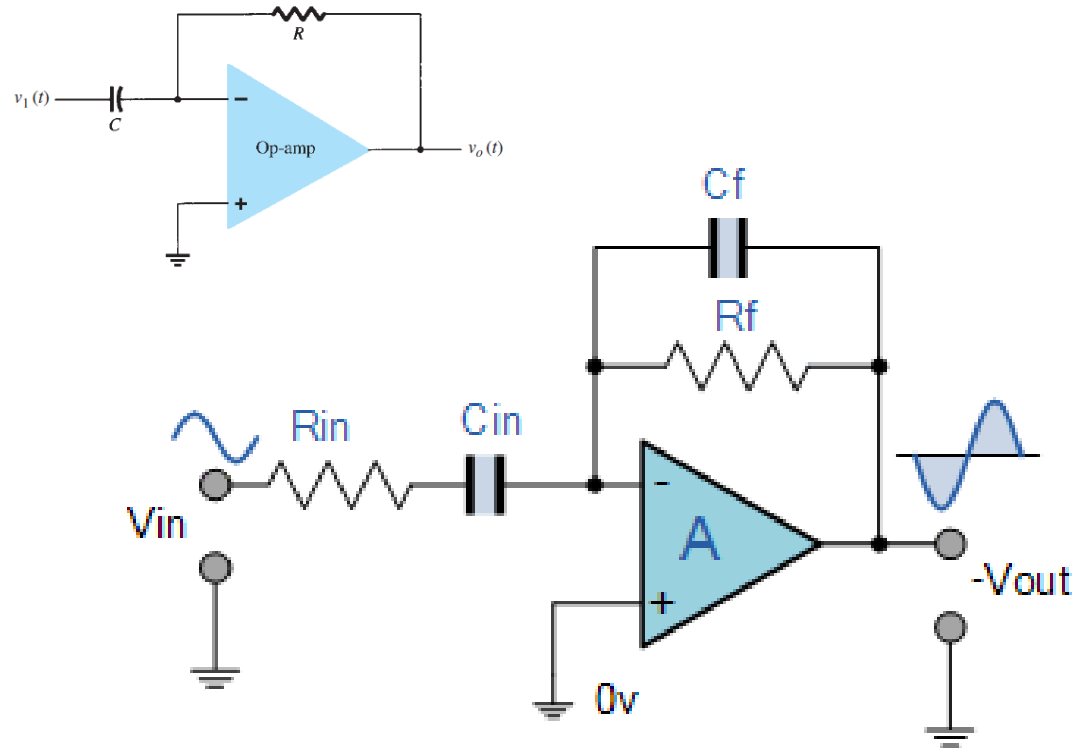 R
v₁(t)
C
−
Op-amp
vₒ(t)
+
Cf
Rf
Rin
Cin
-
Vin
A
-Vout
+
0v